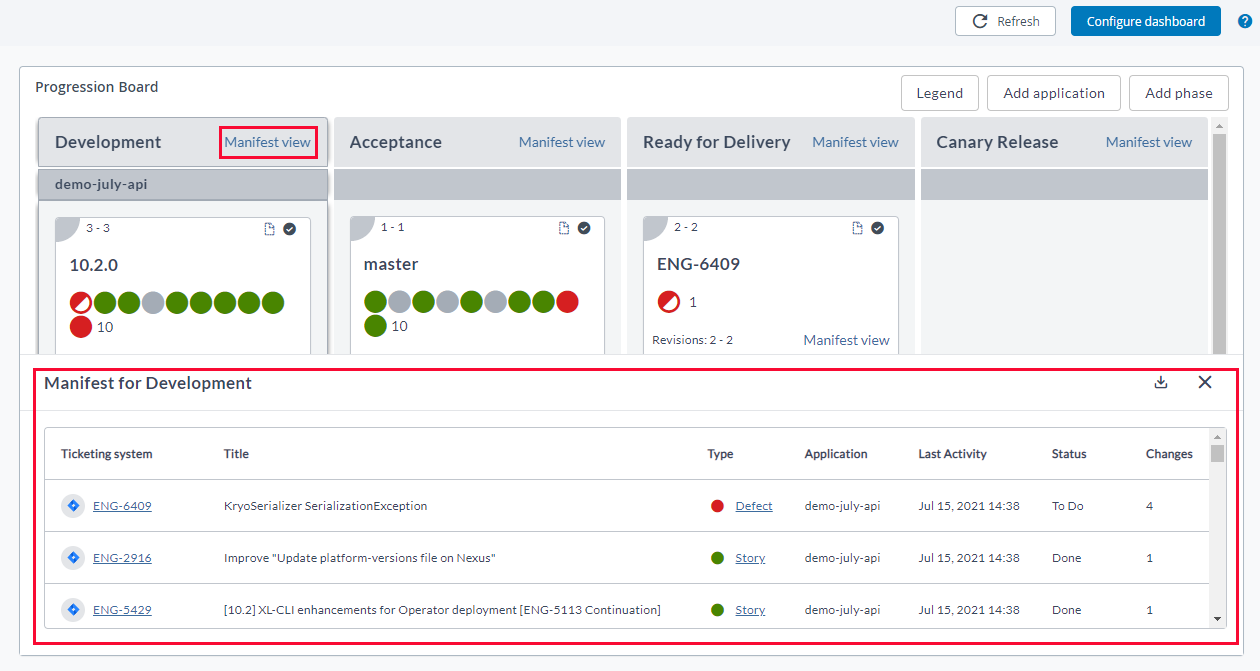 Refresh
Configure dashboard
?
Progression Board
Legend
Add application
Add phase
Development Manifest view
Acceptance Manifest view
Ready for Delivery Manifest view
Canary Release Manifest view
demo-july-api
3 - 3
10.2.0
10
1 - 1
master
10
2 - 2
ENG-6409
1
Revisions: 2 - 2 Manifest view
Manifest for Development
Ticketing system Title Type Application Last Activity Status Changes
ENG-6409 KryoSerializer SerializationException Defect demo-july-api Jul 15, 2021 14:38 To Do 4
ENG-2916 Improve "Update platform-versions file on Nexus" Story demo-july-api Jul 15, 2021 14:38 Done 1
ENG-5429 [10.2] XL-CLI enhancements for Operator deployment [ENG-5113 Continuation] Story demo-july-api Jul 15, 2021 14:38 Done 1